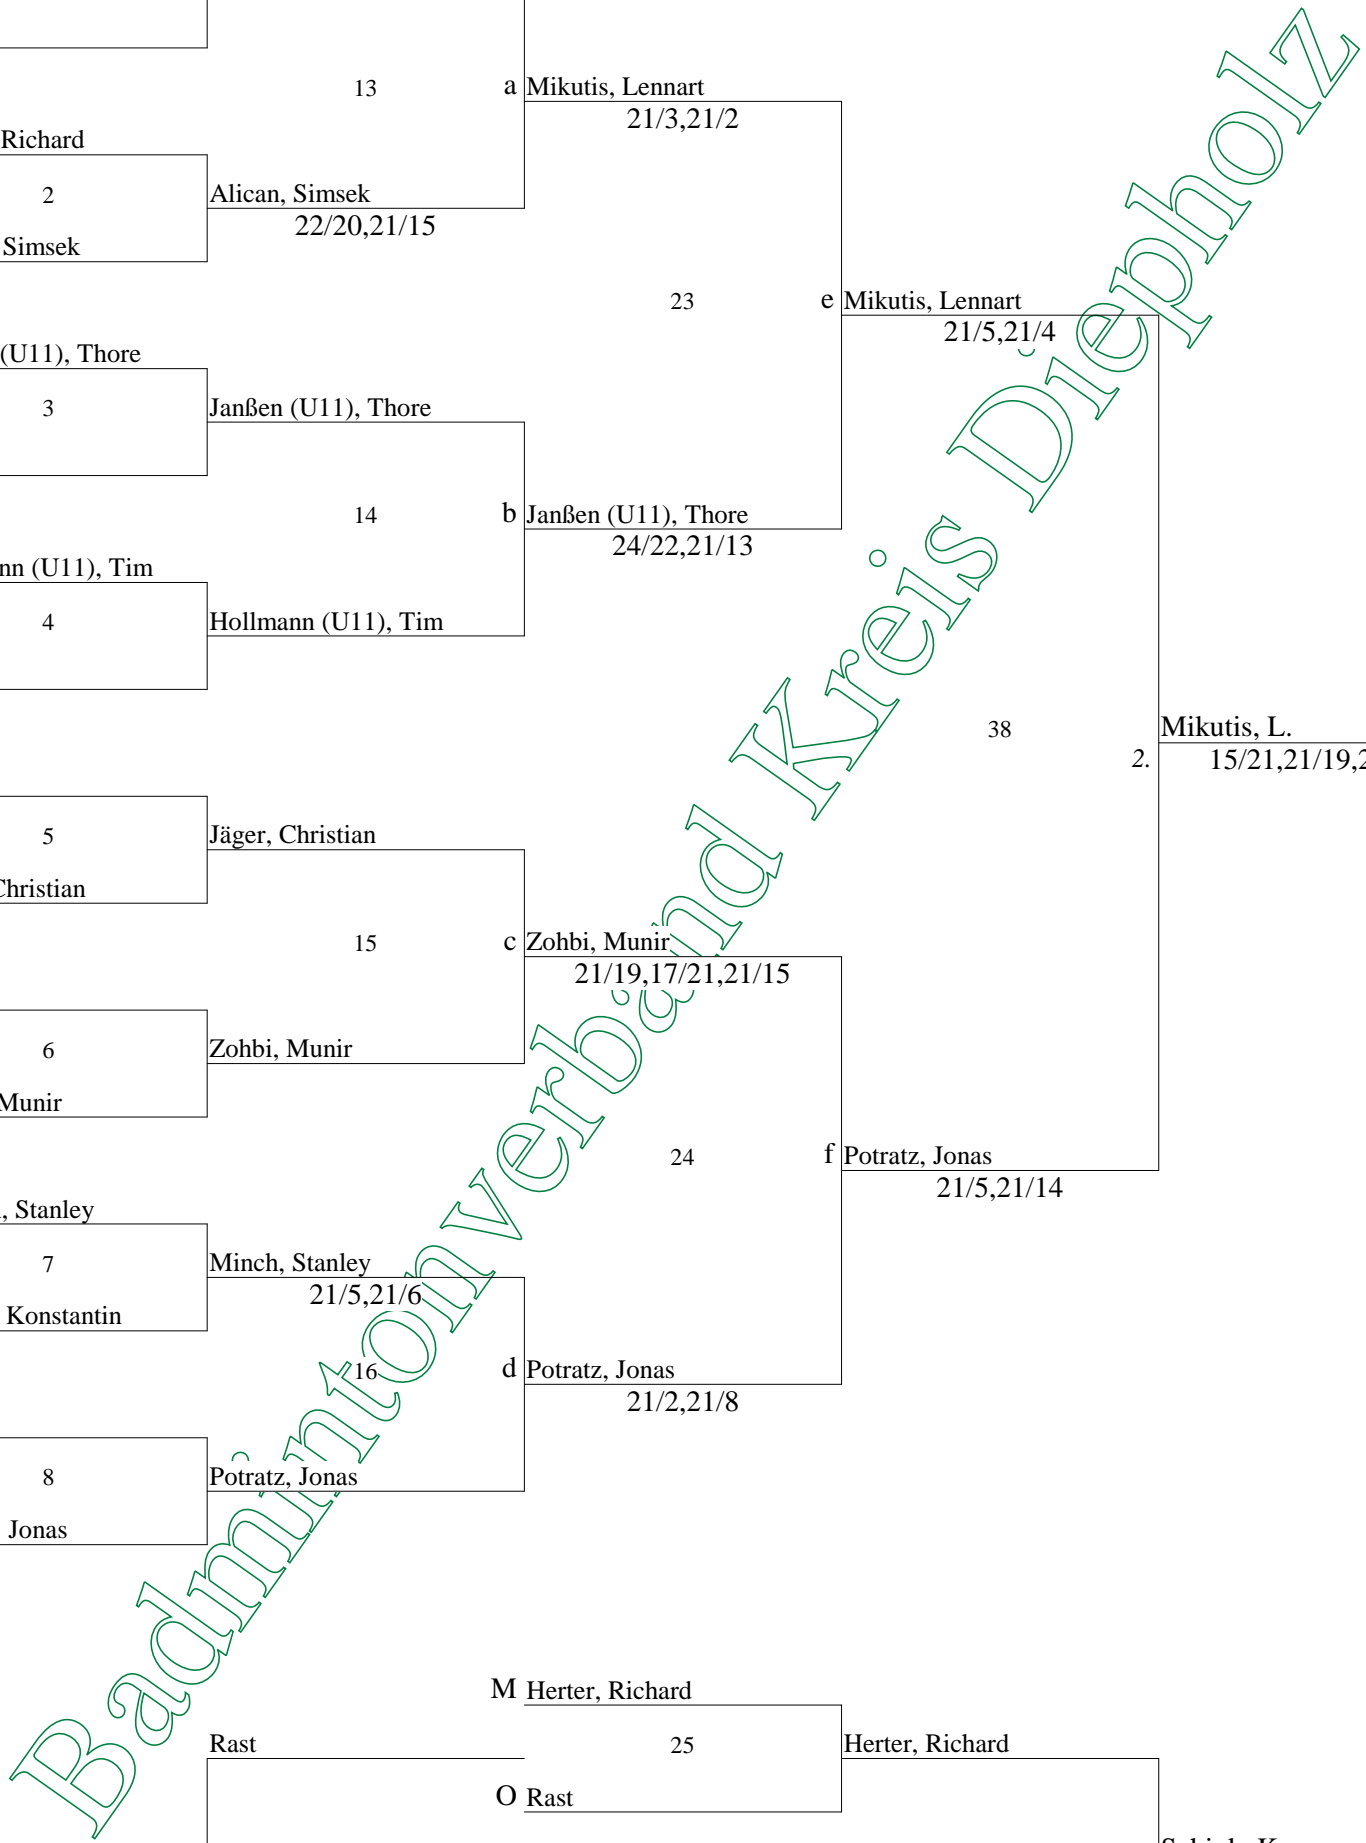 13
a Mikutis, Lennart
21/3,21/2
Richard
2
Alican, Simsek
22/20,21/15
Simsek
23
e Mikutis, Lennart
21/5,21/4
(U11), Thore
3
Janßen (U11), Thore
14
b Janßen (U11), Thore
24/22,21/13
nn (U11), Tim
4
Hollmann (U11), Tim
38
Mikutis, L.
2.
15/21,21/19,2
5
Jäger, Christian
Christian
15
c Zohbi, Munir
21/19,17/21,21/15
6
Zohbi, Munir
Munir
24
f Potratz, Jonas
21/5,21/14
, Stanley
7
Minch, Stanley
21/5,21/6
Konstantin
16
d Potratz, Jonas
21/2,21/8
8
Potratz, Jonas
Jonas
M Herter, Richard
Rast
25
Herter, Richard
O Rast
Badmintonverband Kreis Diepholz